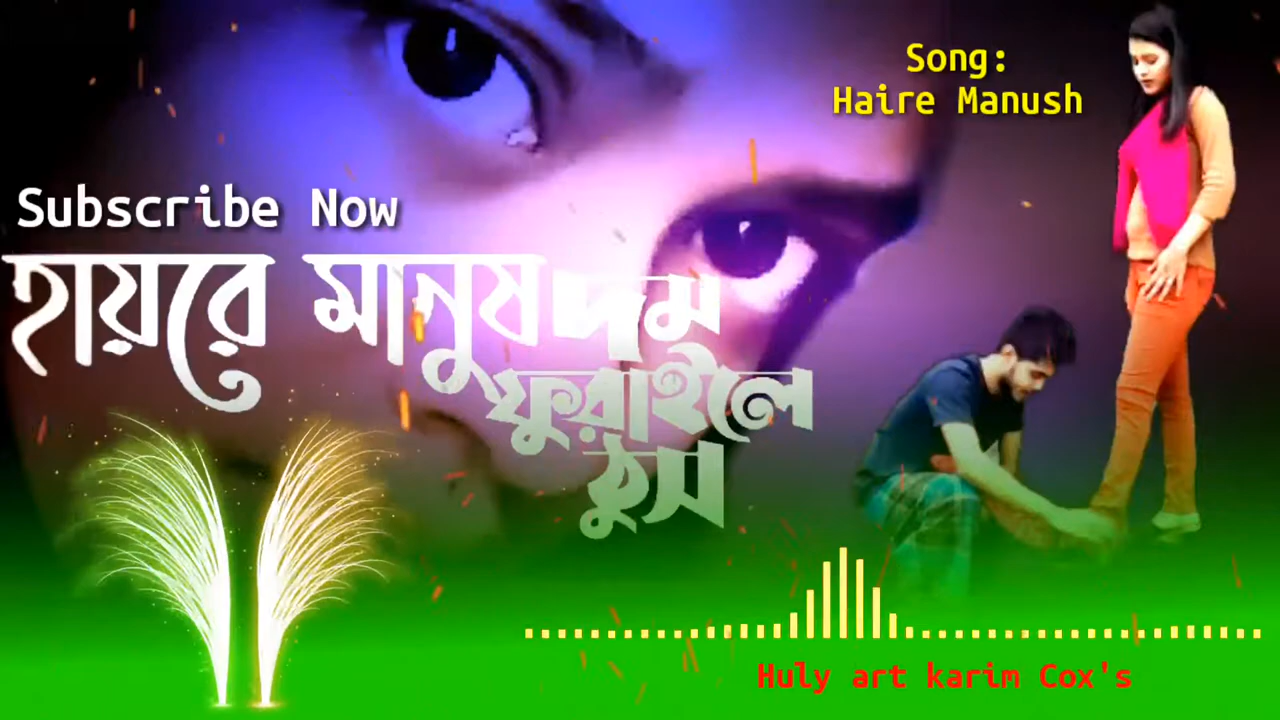 Song:
Haire Manush
Subscribe Now
হায়রে মানুষ দম
ফুরাইলে
ঠুস
Huly art karim Cox's